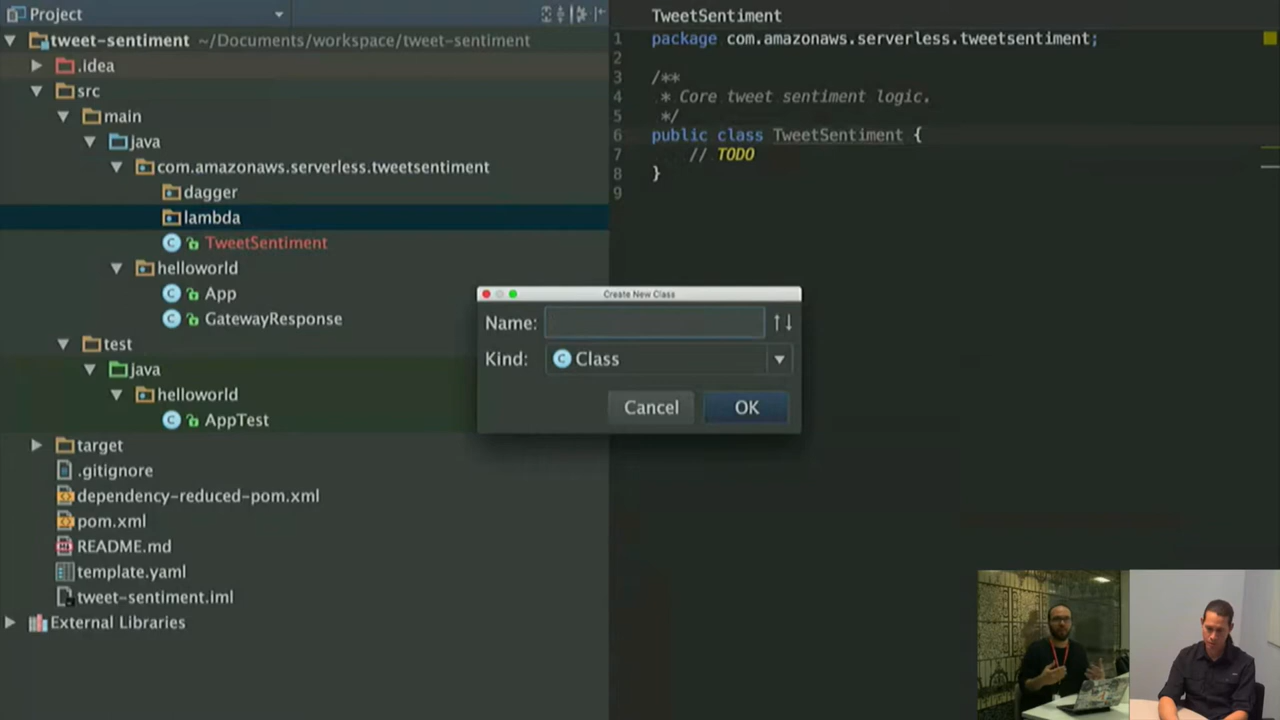 Project
tweet-sentiment ~/Documents/workspace/tweet-sentiment
.idea
src
main
java
com.amazonaws.serverless.tweetsentiment
dagger
lambda
TweetSentiment
helloworld
App
GatewayResponse
test
java
helloworld
AppTest
target
.gitignore
dependency-reduced-pom.xml
pom.xml
README.md
template.yaml
tweet-sentiment.iml
External Libraries
TweetSentiment
1 package com.amazonaws.serverless.tweetsentiment;
2
3 /**
4 * Core tweet sentiment logic.
5 */
6 public class TweetSentiment {
7 // TODO
8 }
9
Create New Class
Name:
Kind: C Class
Cancel OK